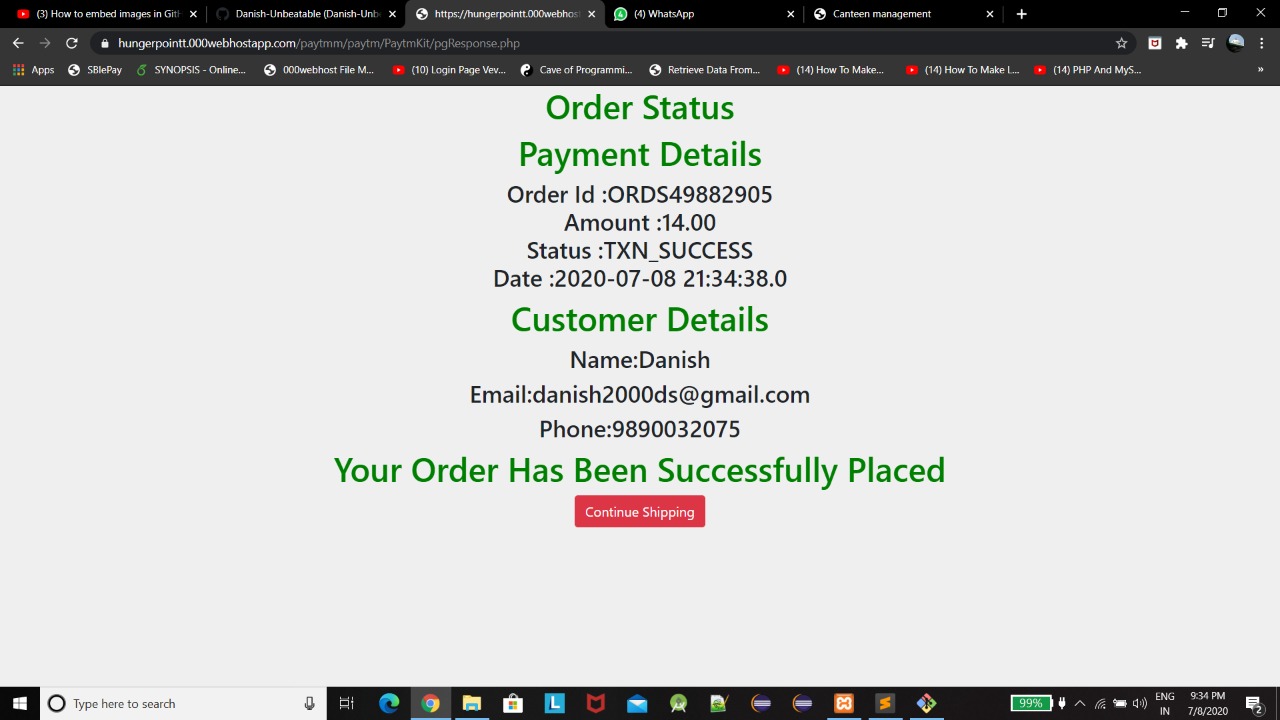 (3) How to embed images in GitH
Danish-Unbeatable (Danish-Unb
https://hungerpointt.000webhost
(4) WhatsApp
Canteen management
hungerpointt.000webhostapp.com/paytmm/paytm/PaytmKit/pgResponse.php
Apps
SBIePay
SYNOPSIS - Online...
000webhost File M...
(10) Login Page Vev...
Cave of Programmi...
Retrieve Data From...
(14) How To Make...
(14) How To Make L...
(14) PHP And MyS...
»
Order Status
Payment Details
Order Id :ORDS49882905
Amount :14.00
Status :TXN_SUCCESS
Date :2020-07-08 21:34:38.0
Customer Details
Name:Danish
Email:danish2000ds@gmail.com
Phone:9890032075
Your Order Has Been Successfully Placed
Continue Shipping
Type here to search
99%
ENG
IN
9:34 PM
7/8/2020
2